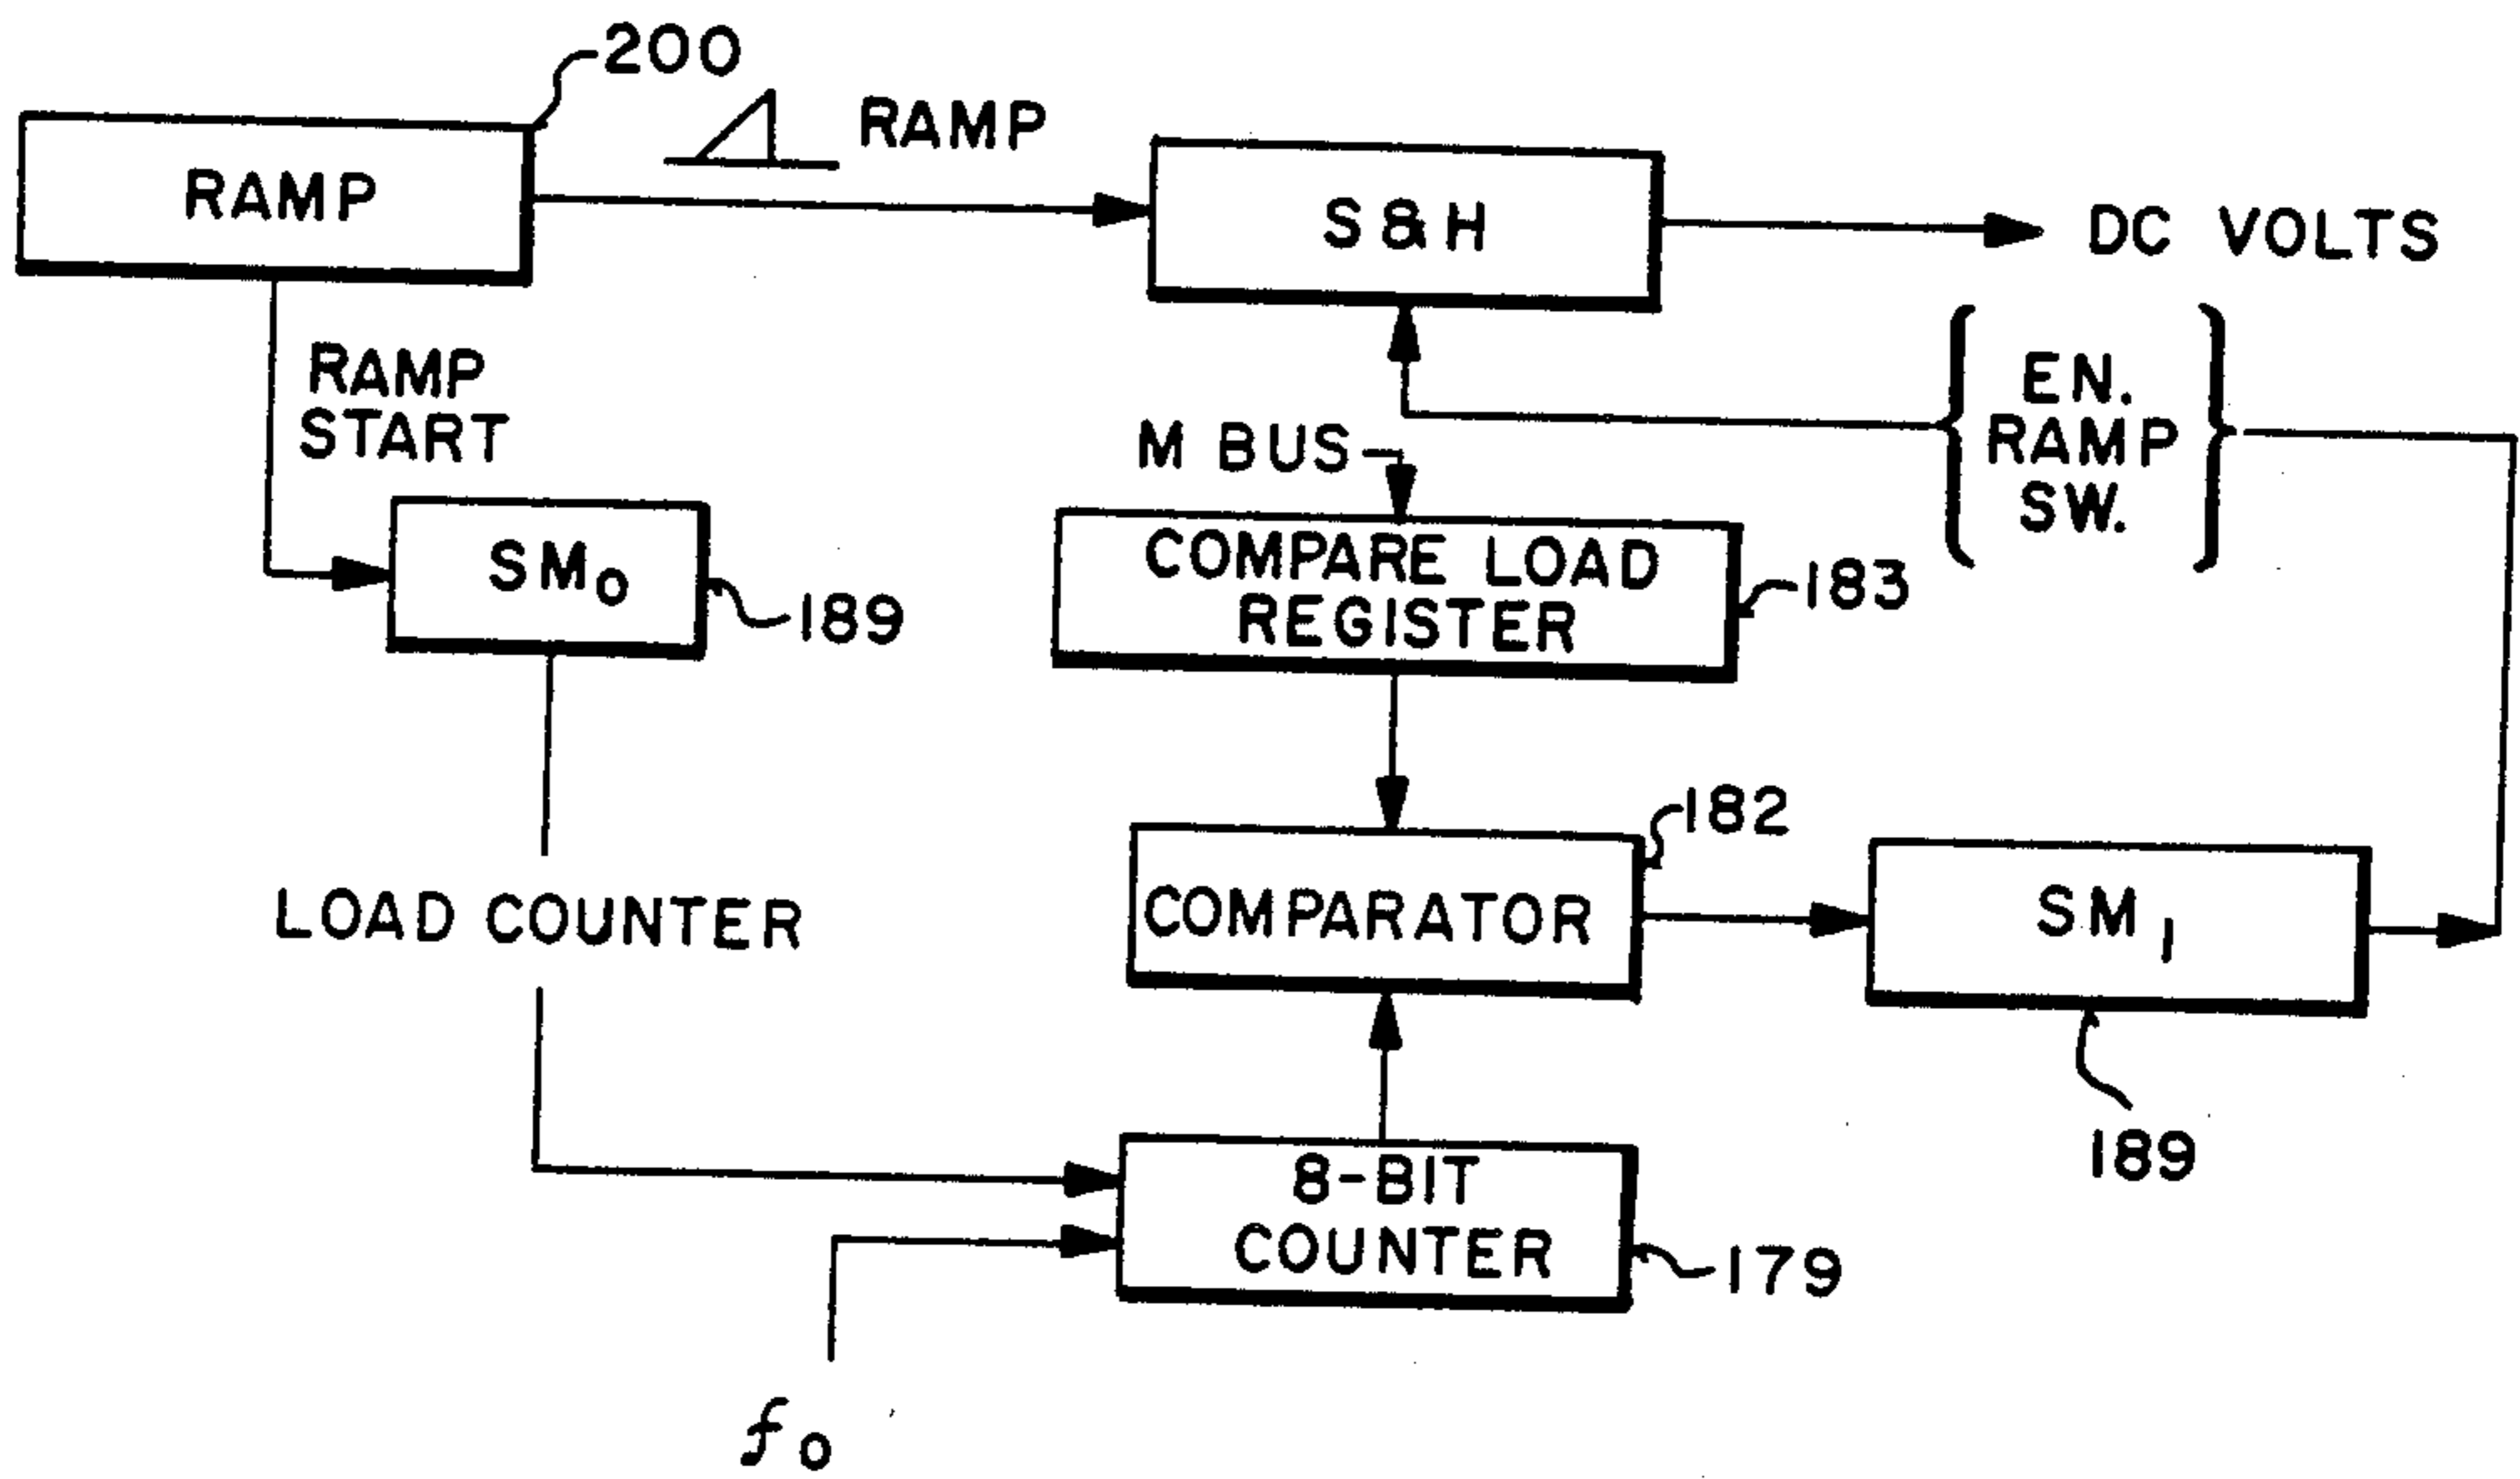 200
RAMP
RAMP
S & H
DC VOLTS
RAMP
START
EN.
RAMP
SW.
M BUS
SM₀
189
COMPARE LOAD
REGISTER
183
182
LOAD COUNTER
COMPARATOR
SM₁
189
8-BIT
COUNTER
179
f₀